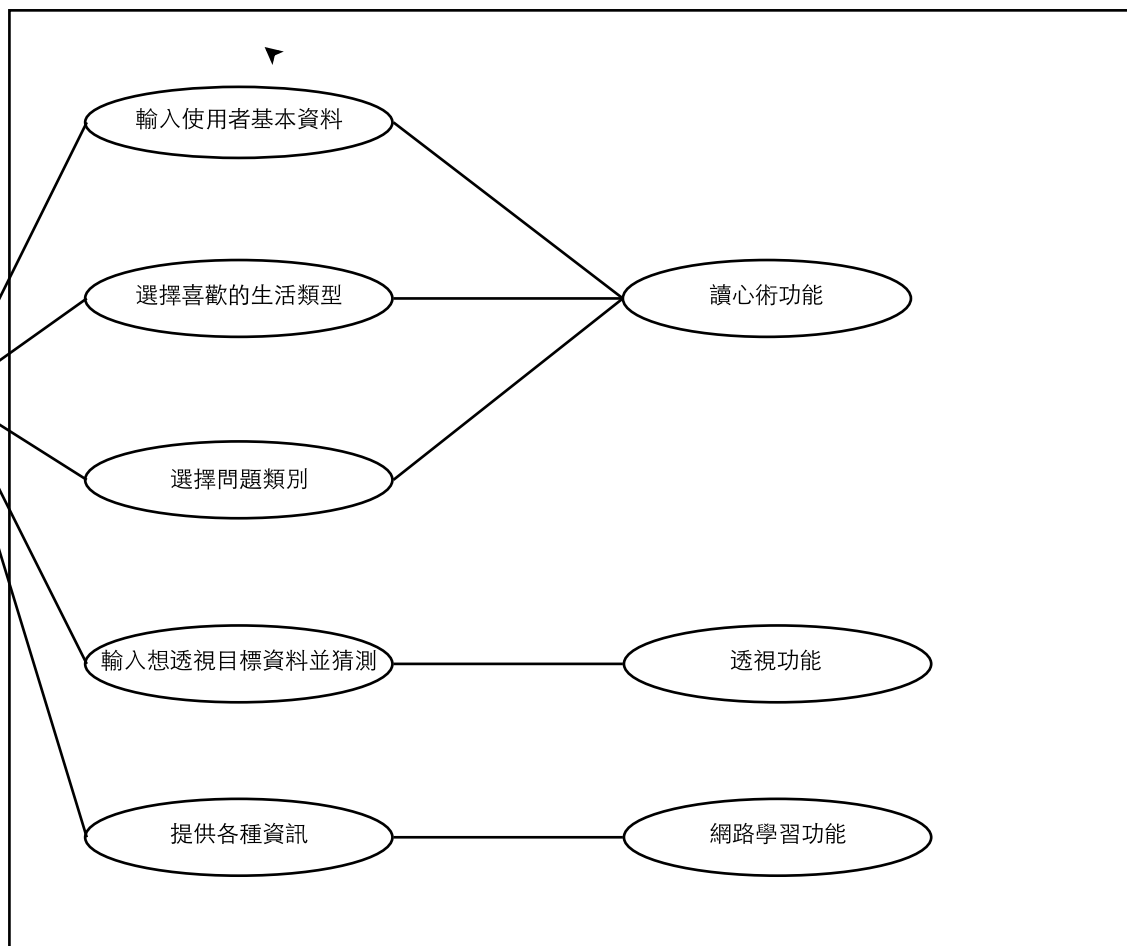 輸入使用者基本資料
選擇喜歡的生活類型
讀心術功能
選擇問題類別
輸入想透視目標資料並猜測
透視功能
提供各種資訊
網路學習功能